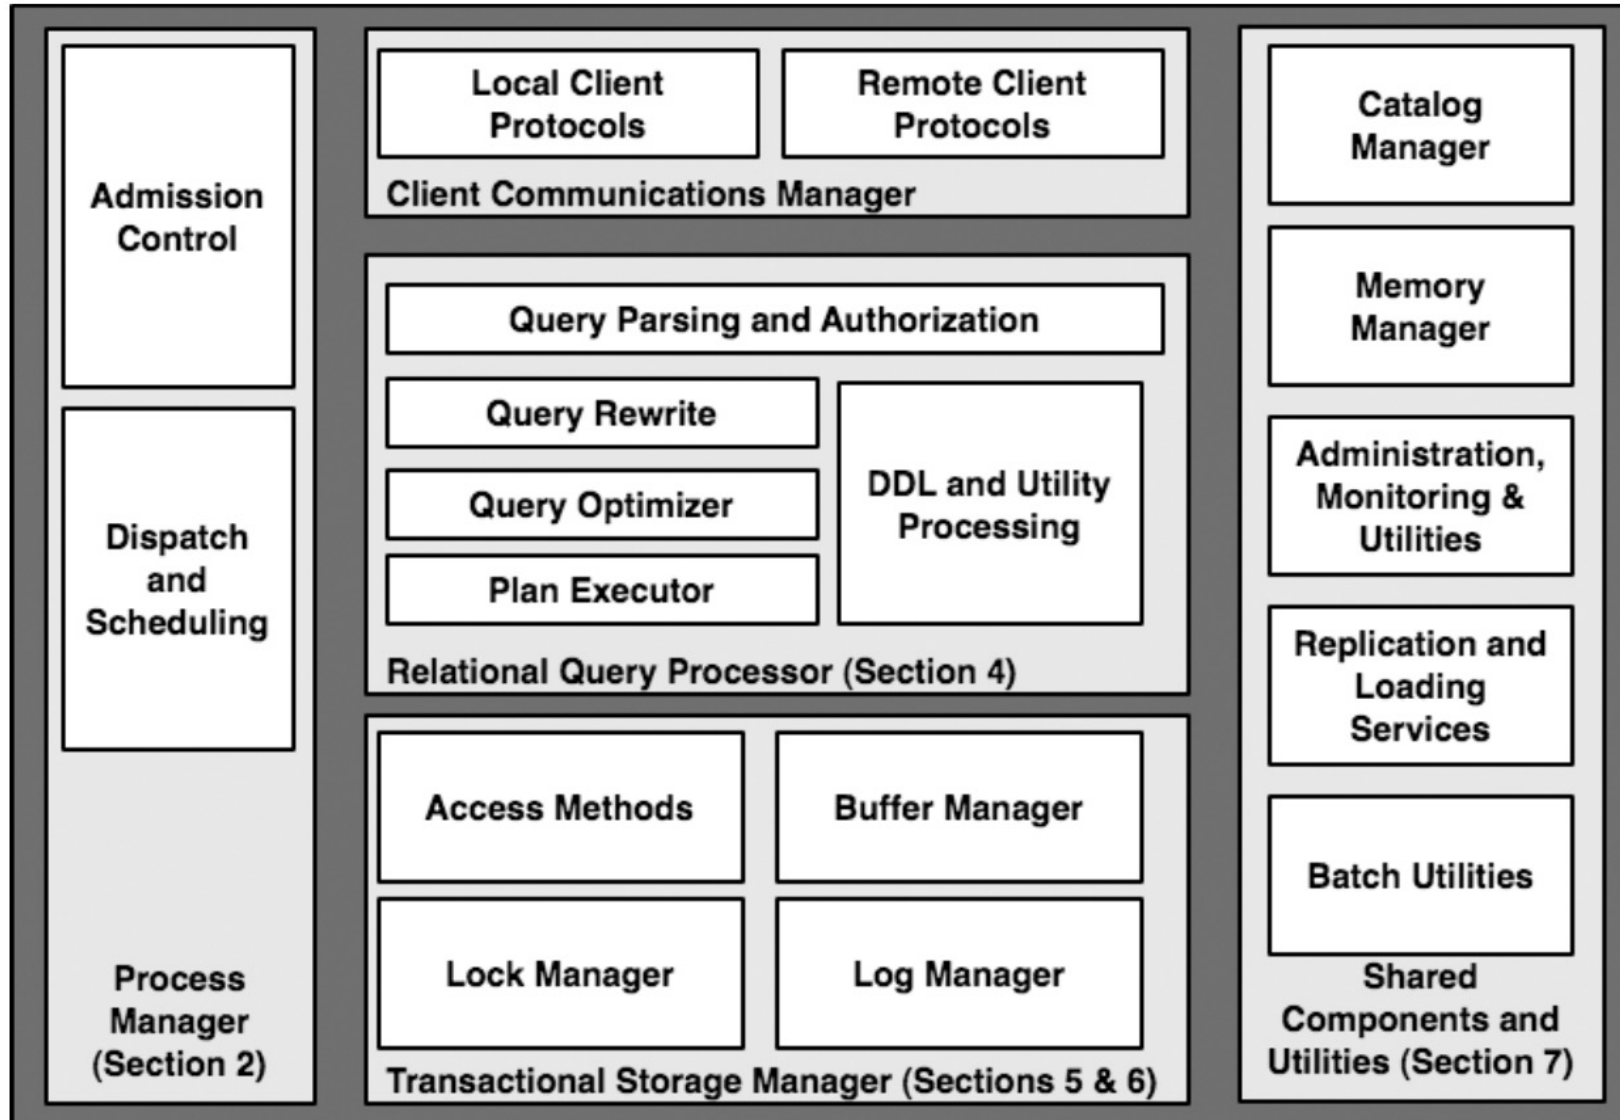 Admission
Control
Dispatch
and
Scheduling
Process
Manager
(Section 2)
Local Client
Protocols
Remote Client
Protocols
Client Communications Manager
Query Parsing and Authorization
Query Rewrite
Query Optimizer
Plan Executor
DDL and Utility
Processing
Relational Query Processor (Section 4)
Access Methods
Buffer Manager
Lock Manager
Log Manager
Transactional Storage Manager (Sections 5 & 6)
Catalog
Manager
Memory
Manager
Administration,
Monitoring &
Utilities
Replication and
Loading
Services
Batch Utilities
Shared
Components and
Utilities (Section 7)